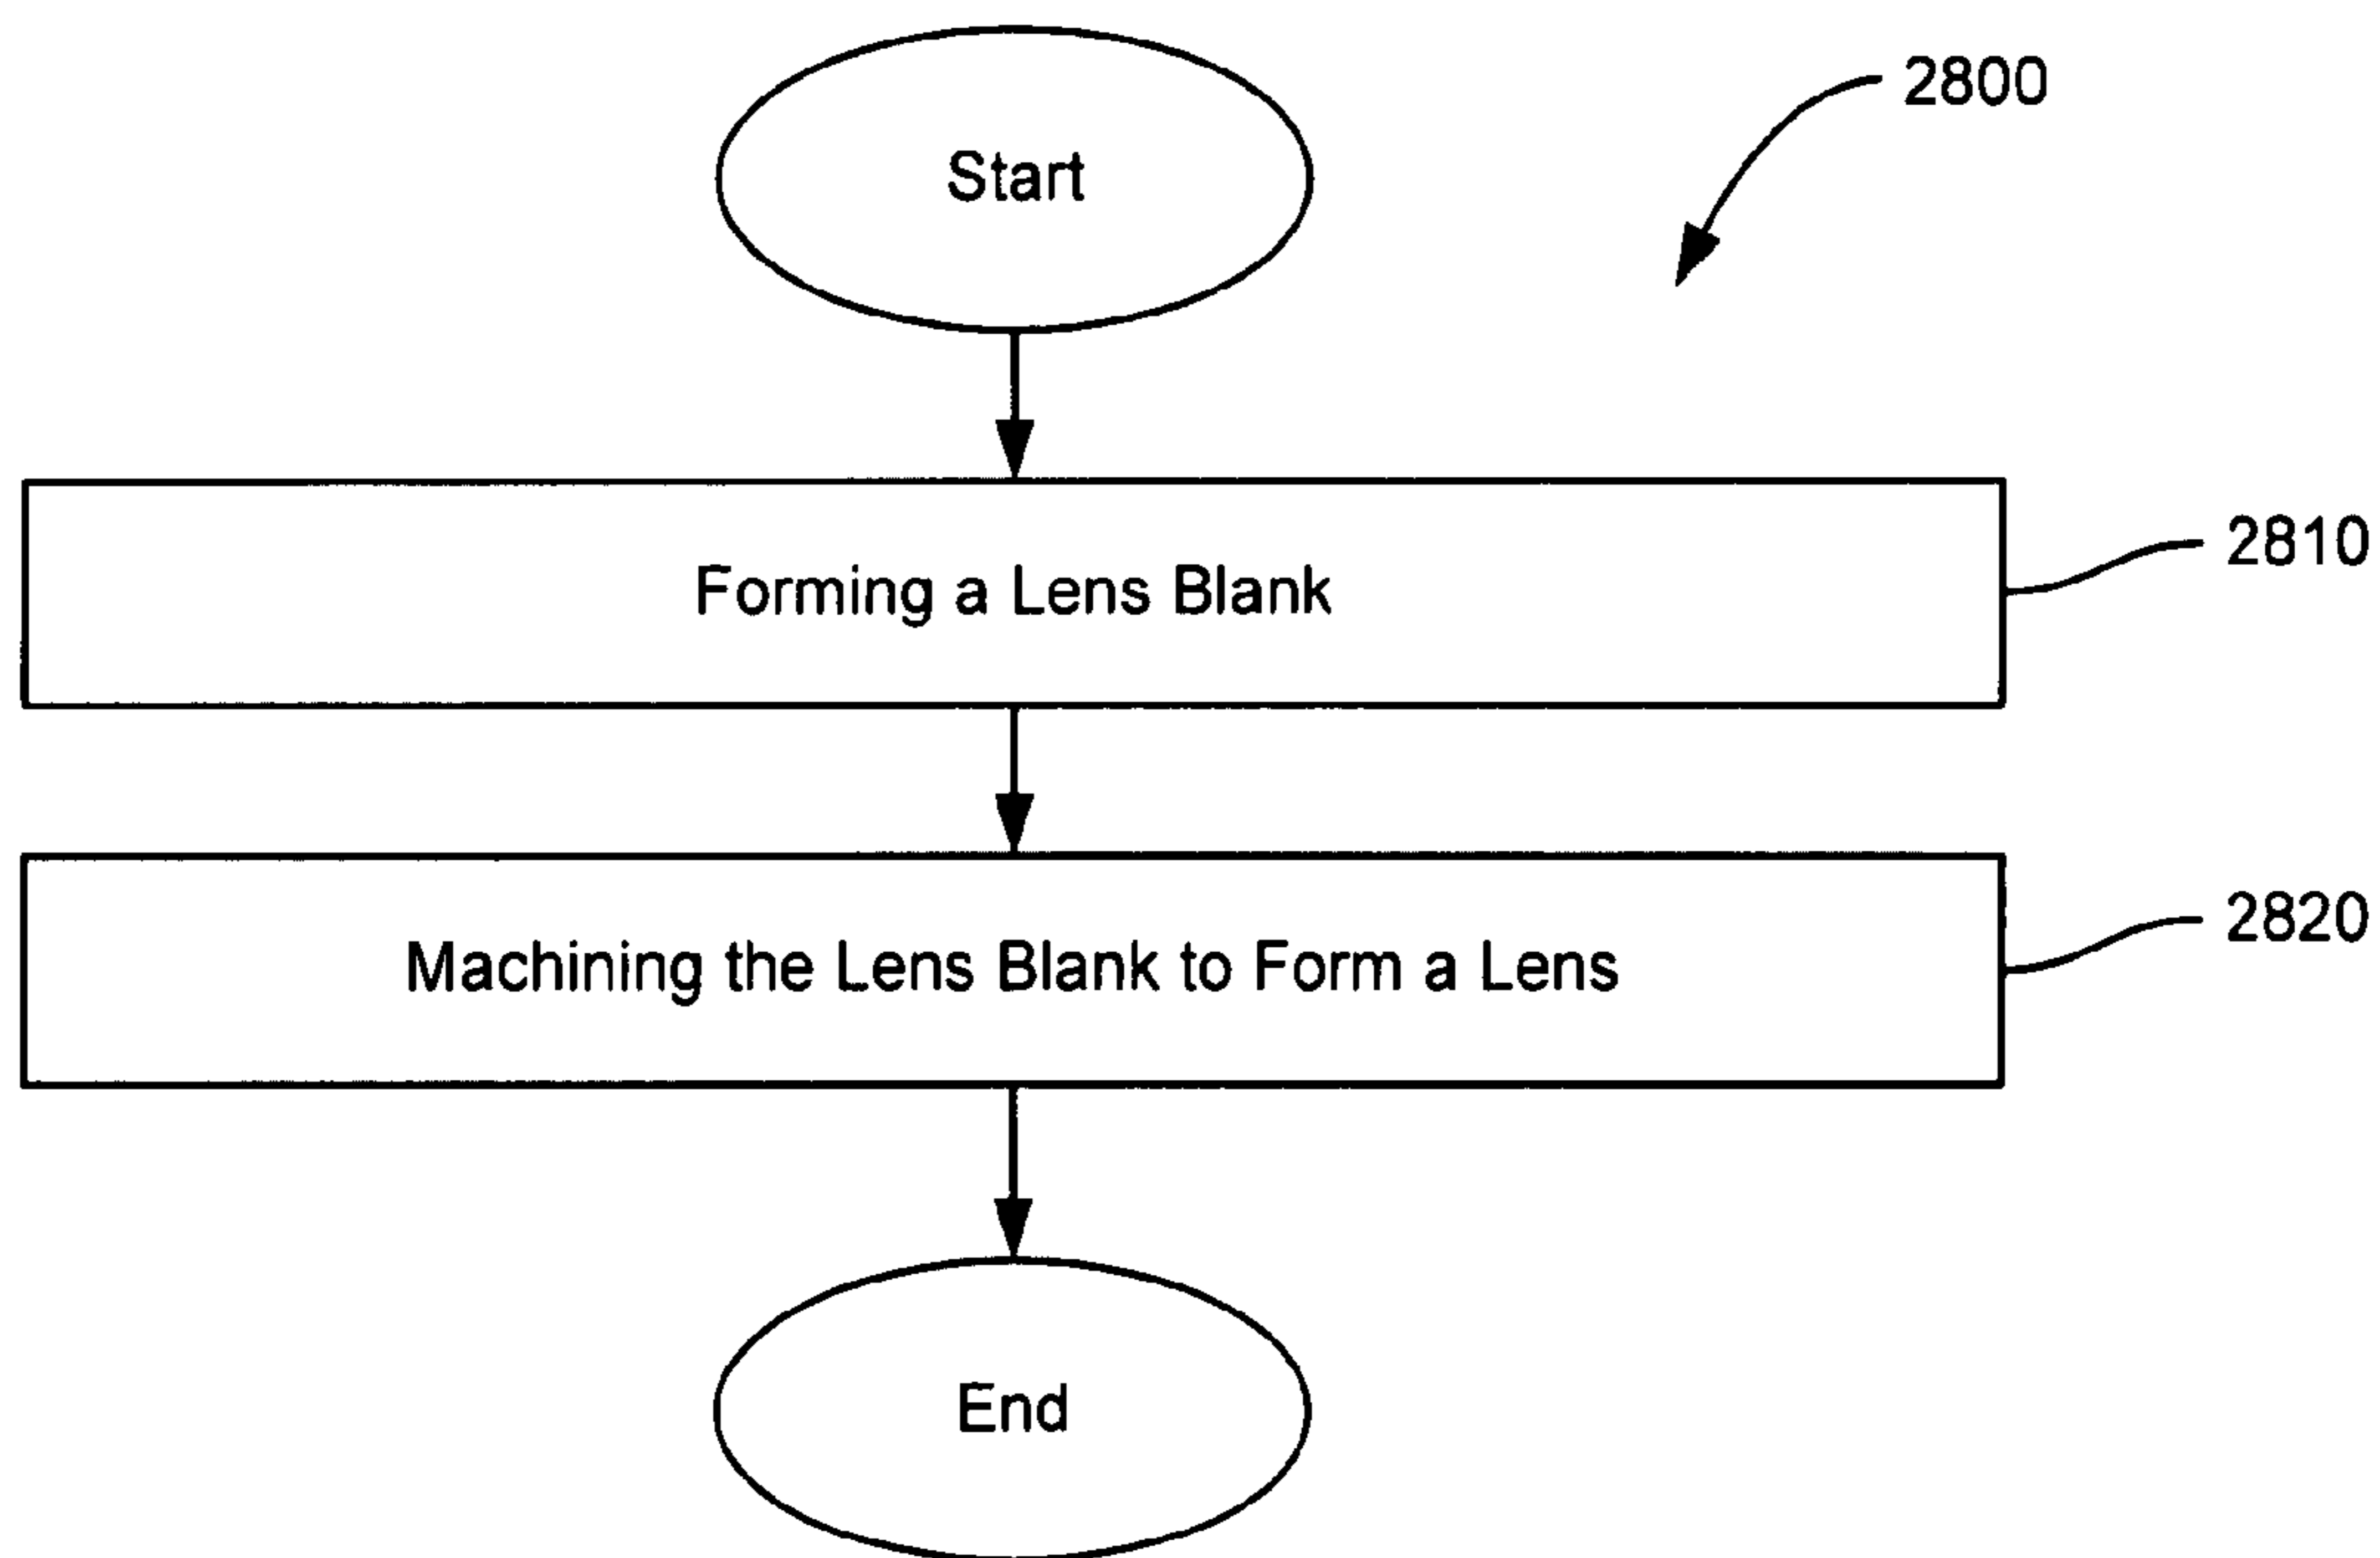 Start
2800
Forming a Lens Blank
2810
Machining the Lens Blank to Form a Lens
2820
End